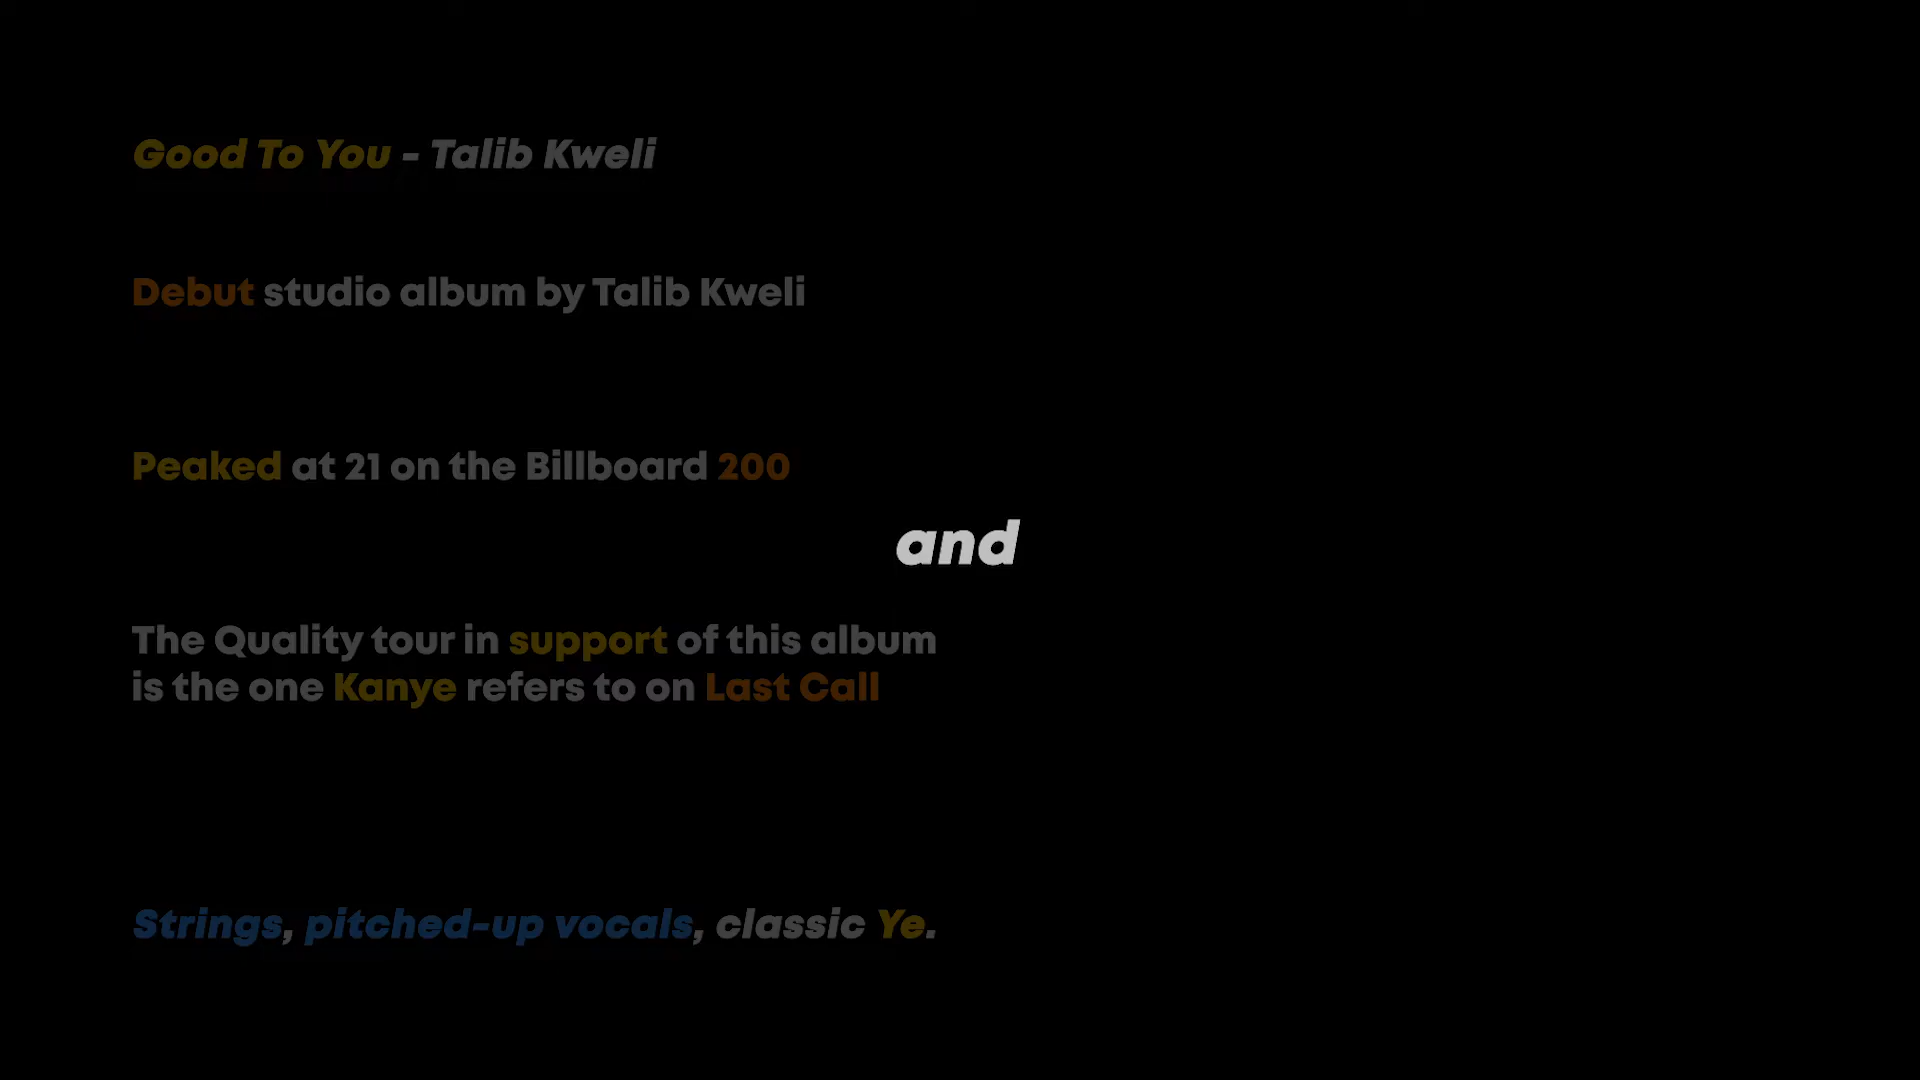 Good To You - Talib Kweli
Debut studio album by Talib Kweli
Peaked at 21 on the Billboard 200
and
The Quality tour in support of this album
is the one Kanye refers to on Last Call
Strings, pitched-up vocals, classic Ye.